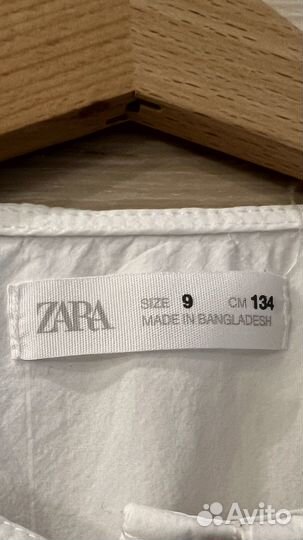 ZARA
SIZE 9 CM 134
MADE IN BANGLADESH
Avito